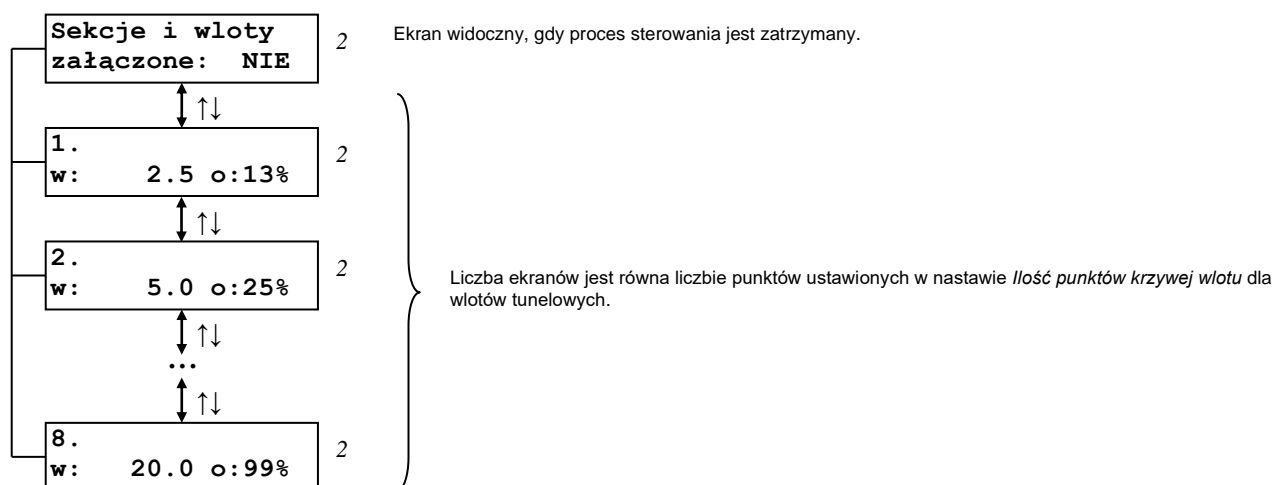 Sekcje i wloty
załączone: NIE
2
Ekran widoczny, gdy proces sterowania jest zatrzymany.
↑↓
1.
w: 2.5 o:13%
2
↑↓
2.
w: 5.0 o:25%
2
Liczba ekranów jest równa liczbie punktów ustawionych w nastawie Ilość punktów krzywej wlotu dla
wlotów tunelowych.
↑↓
...
↑↓
8.
w: 20.0 o:99%
2